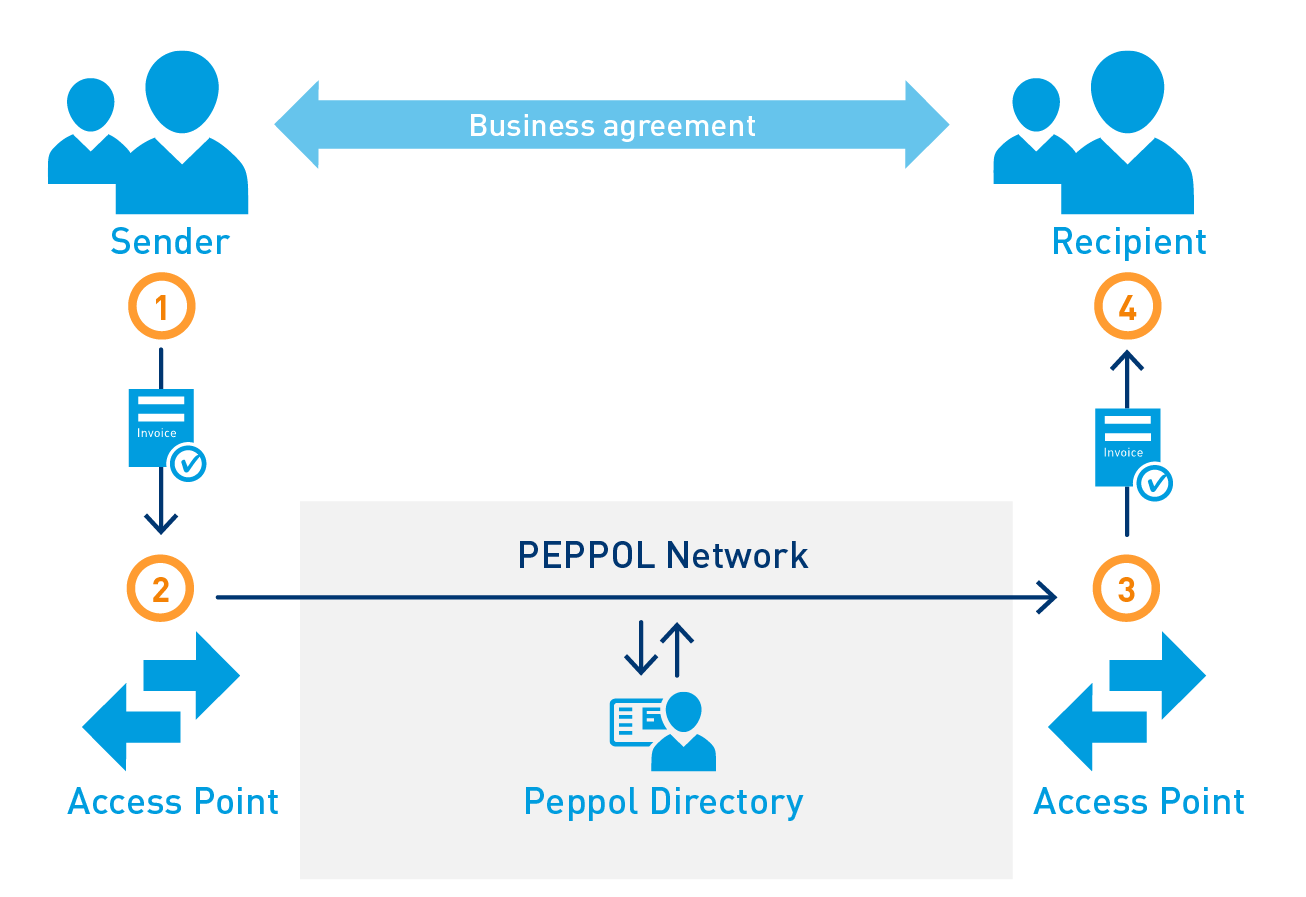 Business agreement
Sender
Recipient
1
4
Invoice
Invoice
PEPPOL Network
2
3
Access Point
Peppol Directory
Access Point